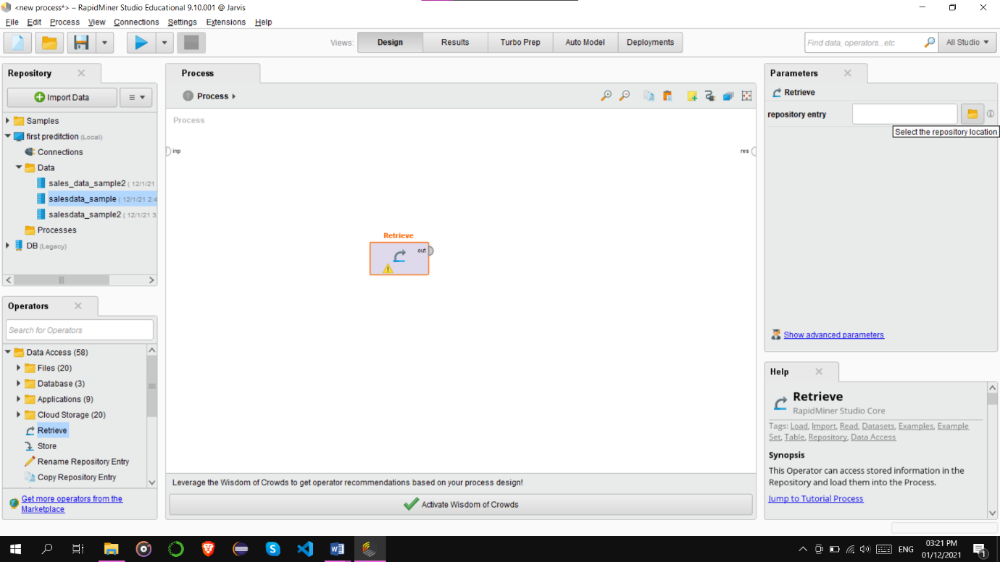 <new process*> – RapidMiner Studio Educational 9.10.001 @ Jarvis
File Edit Process View Connections Settings Extensions Help
Views: Design Results Turbo Prep Auto Model Deployments
Find data, operators...etc
All Studio
Repository
Import Data
Samples
first preditction (Local)
Connections
Data
sales_data_sample2 ( 12/1/21
salesdata_sample ( 12/1/21 2:4
salesdata_sample2 ( 12/1/21 3
Processes
DB (Legacy)
Operators
Search for Operators
Data Access (58)
Files (20)
Database (3)
Applications (9)
Cloud Storage (20)
Retrieve
Store
Rename Repository Entry
Copy Repository Entry
Get more operators from the
Marketplace
Process
Process
Process
inp
res
Retrieve
out
Leverage the Wisdom of Crowds to get operator recommendations based on your process design!
Activate Wisdom of Crowds
Parameters
Retrieve
repository entry
Select the repository location
Show advanced parameters
Help
Retrieve
RapidMiner Studio Core
Tags: Load, Import, Read, Datasets, Examples, Example
Set, Table, Repository, Data Access
Synopsis
This Operator can access stored information in the
Repository and load them into the Process.
Jump to Tutorial Process
ENG
03:21 PM
01/12/2021
1